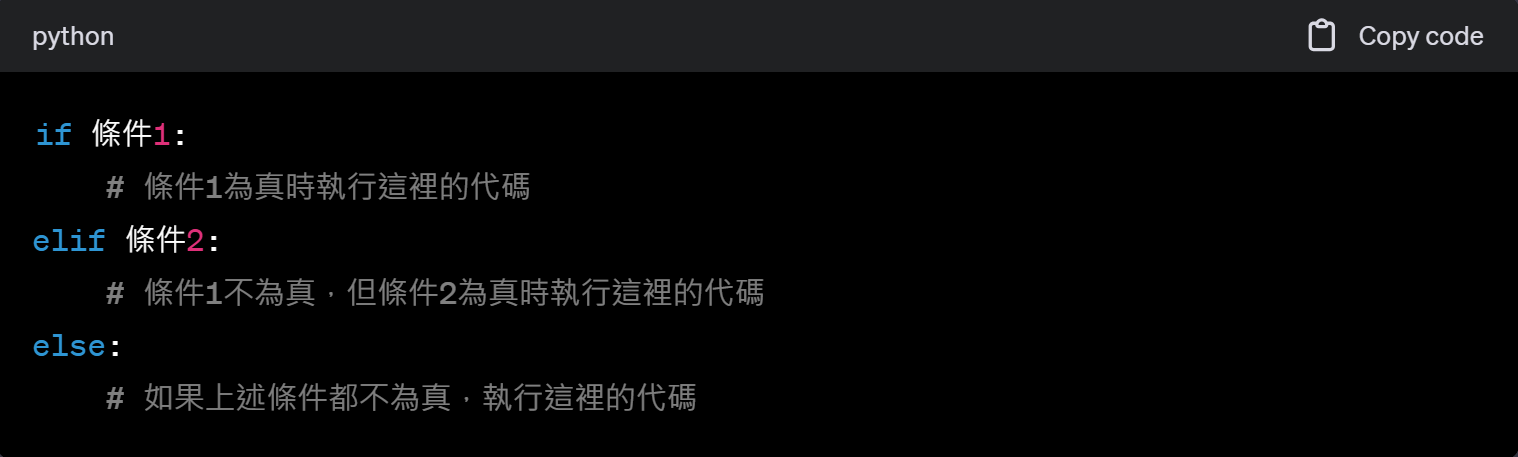 python
Copy code
if 條件1:
    # 條件1為真時執行這裡的代碼
elif 條件2:
    # 條件1不為真，但條件2為真時執行這裡的代碼
else:
    # 如果上述條件都不為真，執行這裡的代碼